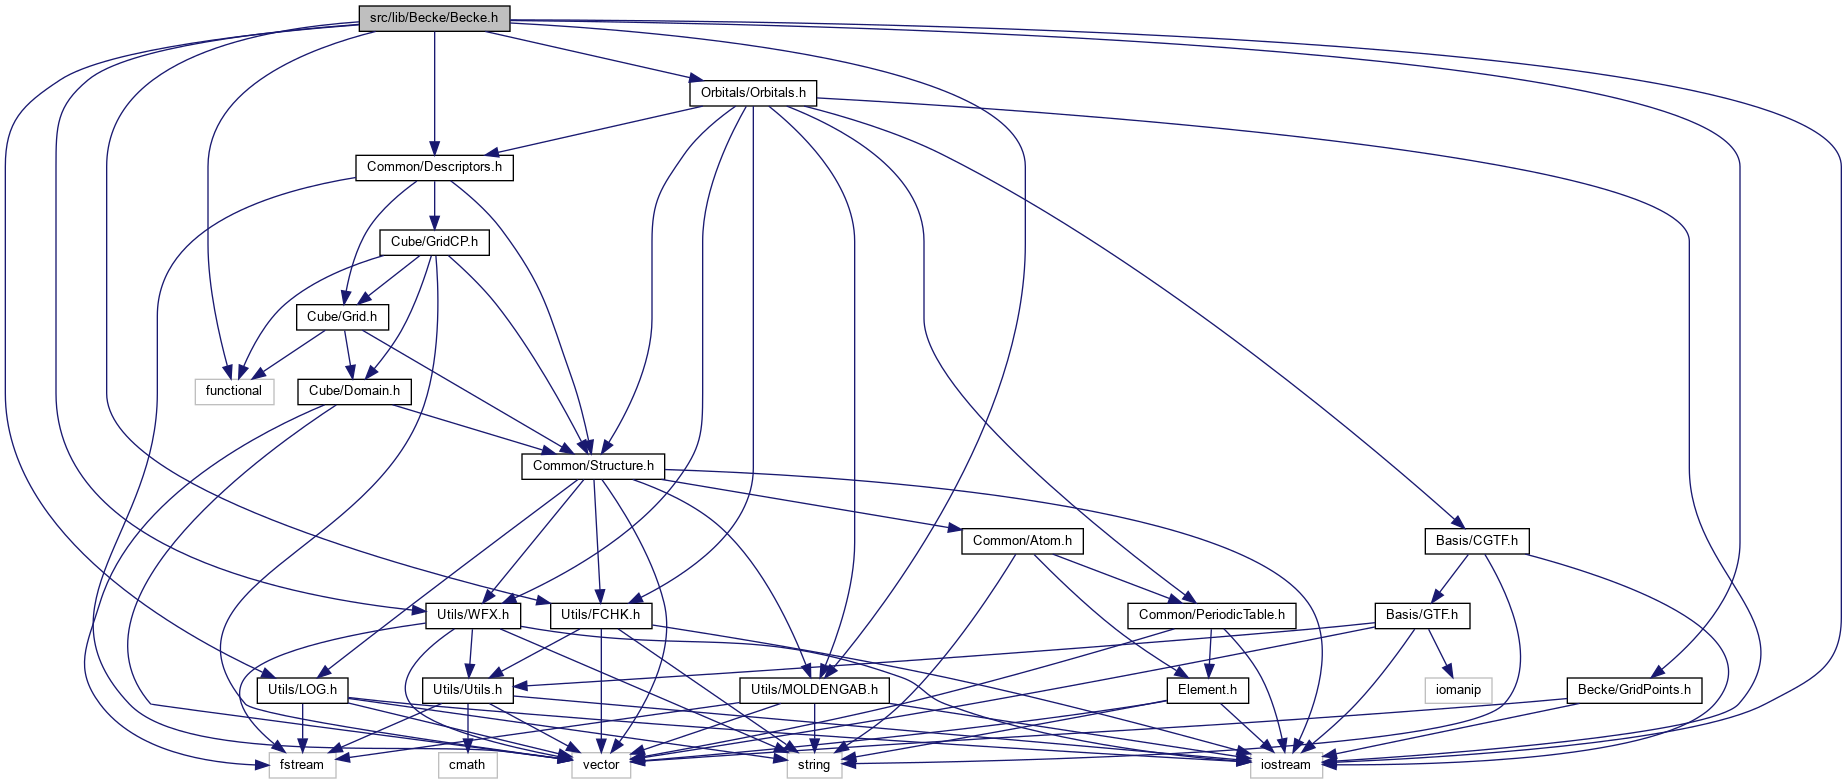 src/lib/Becke/Becke.h
Orbitals/Orbitals.h
Common/Descriptors.h
Cube/GridCP.h
Cube/Grid.h
functional
Cube/Domain.h
Common/Structure.h
Common/Atom.h
Basis/CGTF.h
Utils/WFX.h
Utils/FCHK.h
Common/PeriodicTable.h
Basis/GTF.h
Utils/LOG.h
Utils/Utils.h
Utils/MOLDENGAB.h
Element.h
iomanip
Becke/GridPoints.h
fstream
cmath
vector
string
iostream